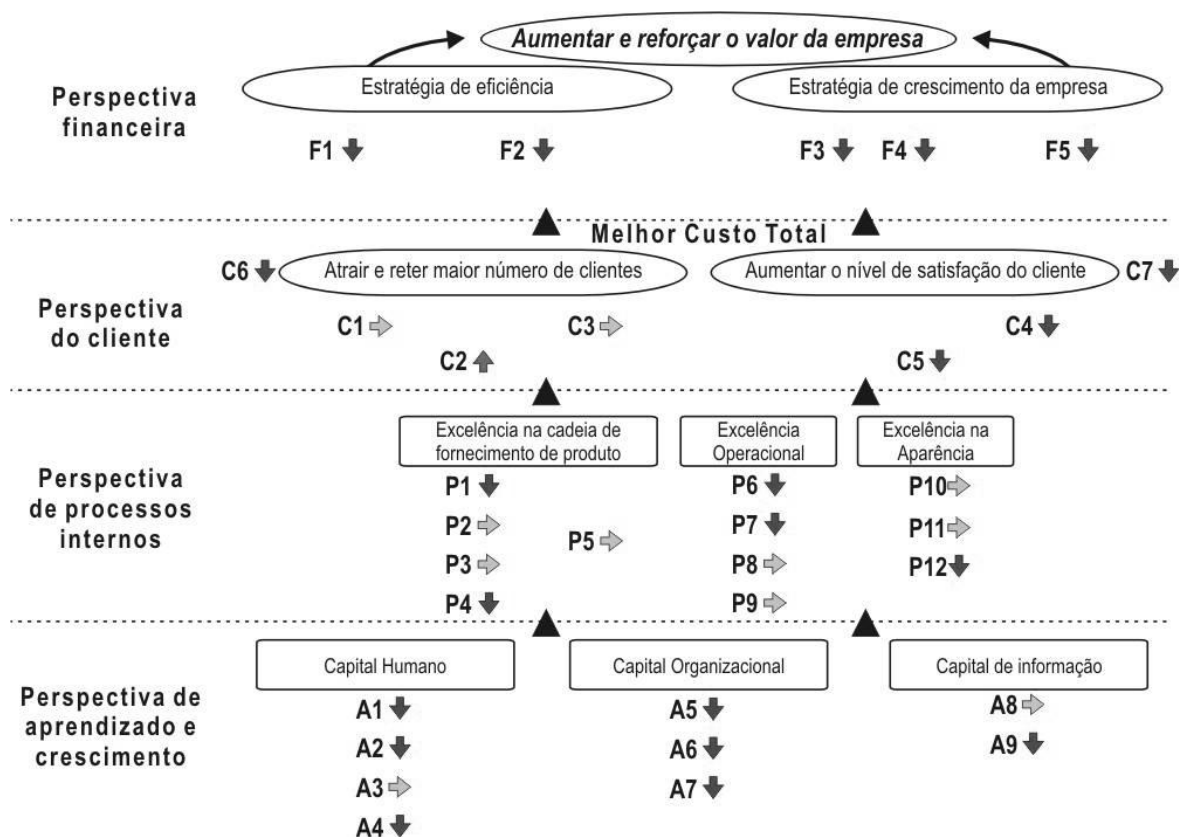 Aumentar e reforçar o valor da empresa
Estratégia de eficiência
Estratégia de crescimento da empresa
Perspectiva
financeira
F1
F2
F3
F4
F5
Melhor Custo Total
C6
Atrair e reter maior número de clientes
Aumentar o nível de satisfação do cliente
C7
Perspectiva
do cliente
C1
C3
C4
C2
C5
Excelência na cadeia de
fornecimento de produto
Excelência
Operacional
Excelência na
Aparência
Perspectiva
de processos
internos
P1
P2
P3
P4
P5
P6
P7
P8
P9
P10
P11
P12
Capital Humano
Capital Organizacional
Capital de informação
Perspectiva de
aprendizado e
crescimento
A1
A2
A3
A4
A5
A6
A7
A8
A9